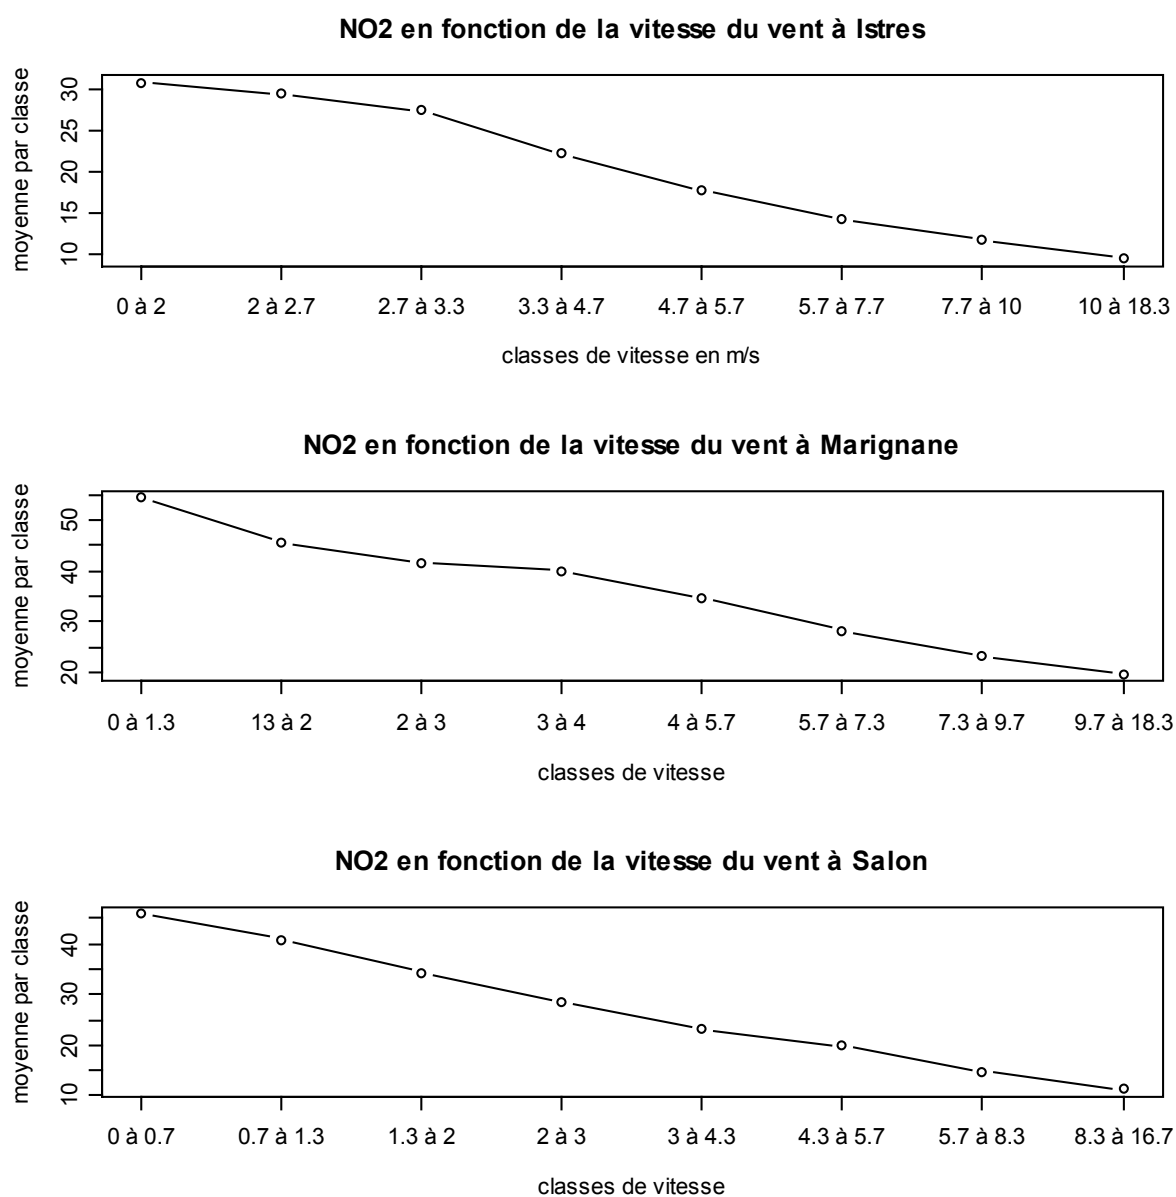 NO2 en fonction de la vitesse du vent à Istres
moyenne par classe
30
25
20
15
10
0 à 2 2 à 2.7 2.7 à 3.3 3.3 à 4.7 4.7 à 5.7 5.7 à 7.7 7.7 à 10 10 à 18.3
classes de vitesse en m/s
NO2 en fonction de la vitesse du vent à Marignane
moyenne par classe
50
40
30
20
0 à 1.3 13 à 2 2 à 3 3 à 4 4 à 5.7 5.7 à 7.3 7.3 à 9.7 9.7 à 18.3
classes de vitesse
NO2 en fonction de la vitesse du vent à Salon
moyenne par classe
40
30
20
10
0 à 0.7 0.7 à 1.3 1.3 à 2 2 à 3 3 à 4.3 4.3 à 5.7 5.7 à 8.3 8.3 à 16.7
classes de vitesse